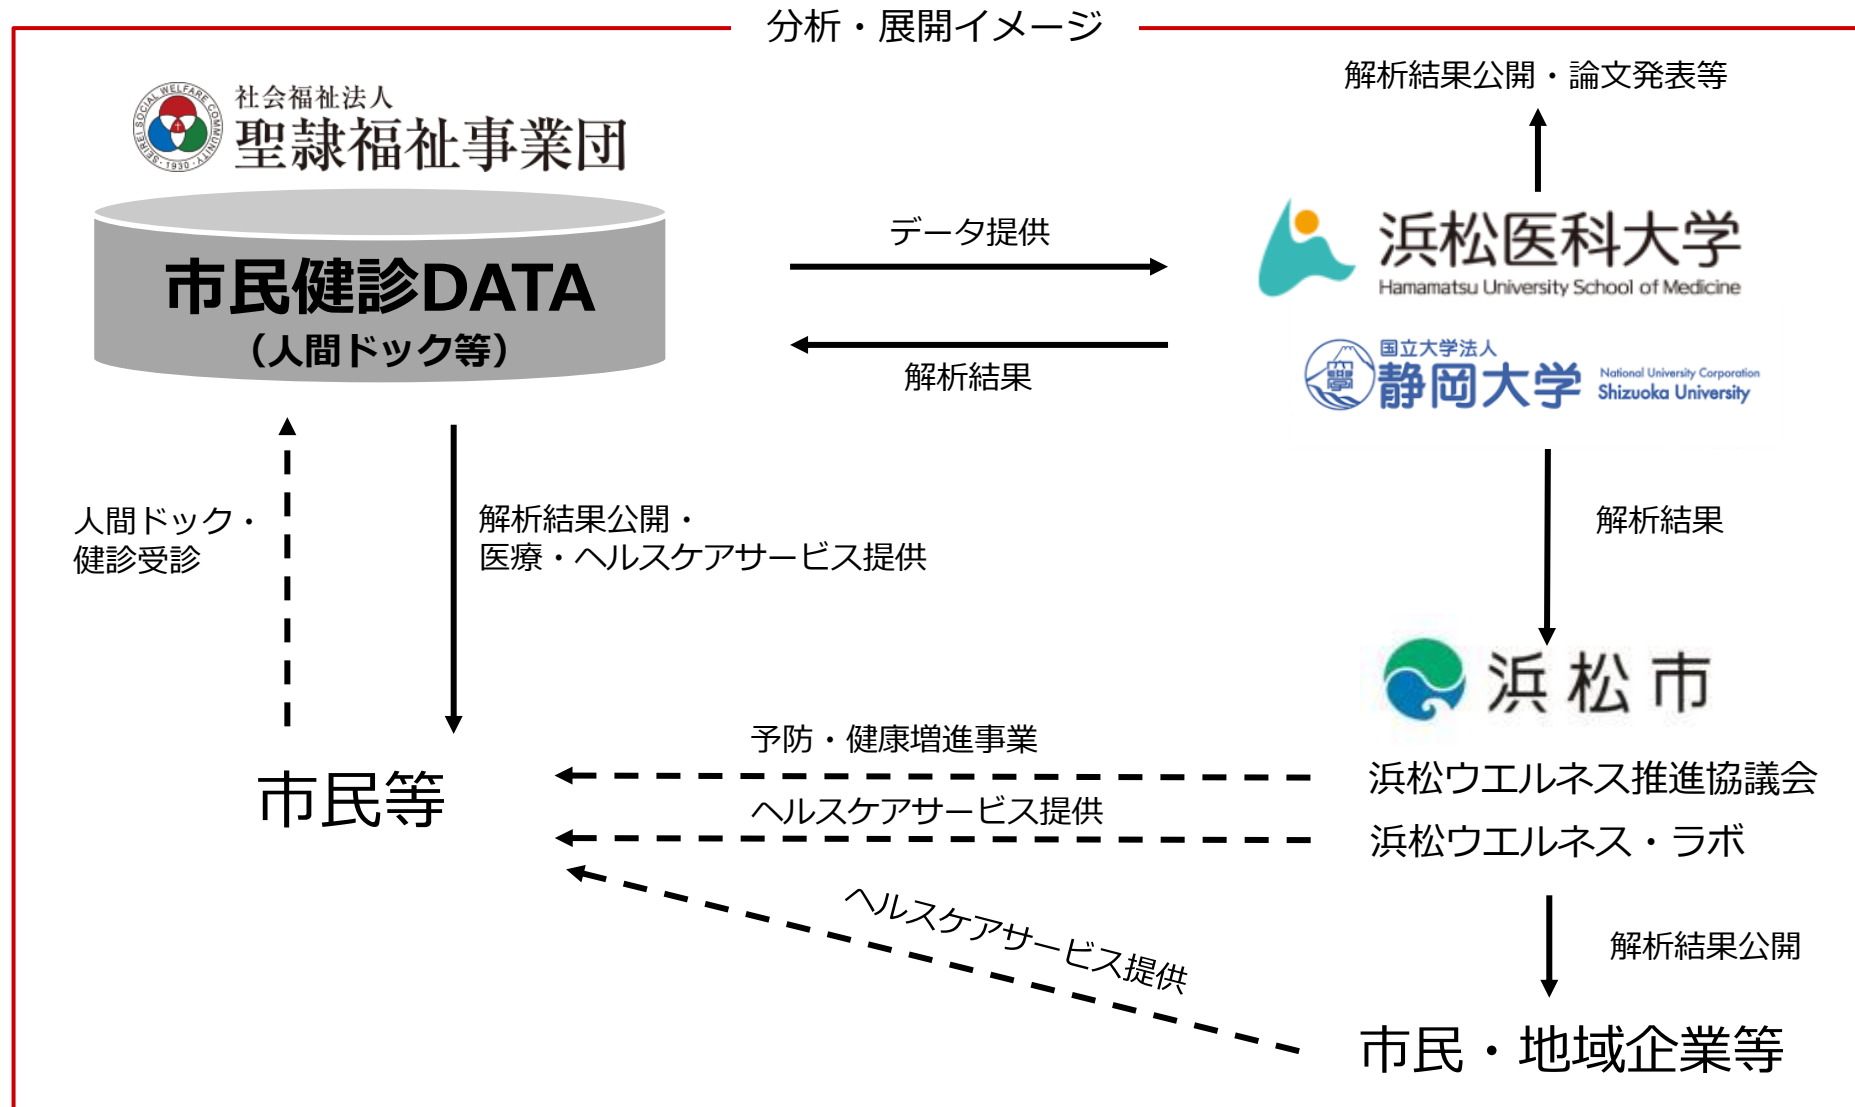 分析・展開イメージ
解析結果公開・論文発表等
SEIREI SOCIAL WELFARE COMMUNITY
・1930・
社会福祉法人
聖隷福祉事業団
市民健診DATA
（人間ドック等）
データ提供
解析結果
浜松医科大学
Hamamatsu University School of Medicine
国立大学法人
静岡大学
National University Corporation
Shizuoka University
人間ドック・
健診受診
解析結果公開・
医療・ヘルスケアサービス提供
解析結果
浜松市
予防・健康増進事業
浜松ウエルネス推進協議会
市民等
ヘルスケアサービス提供
浜松ウエルネス・ラボ
ヘルスケアサービス提供
解析結果公開
市民・地域企業等